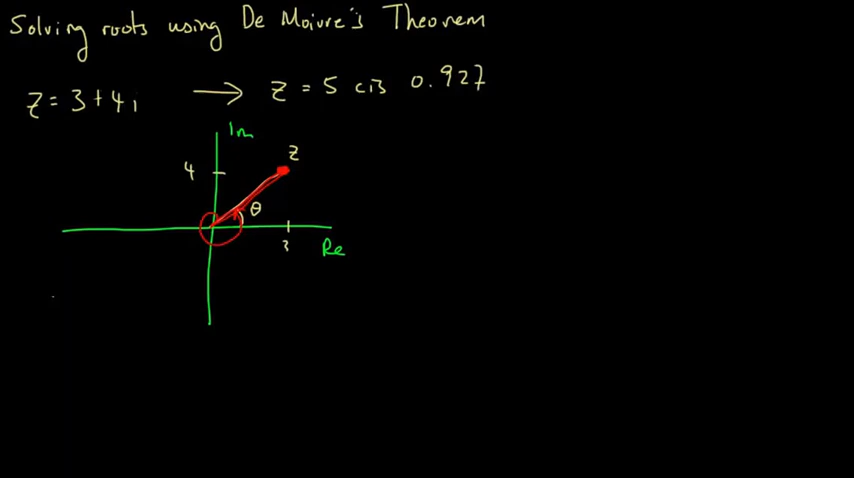 Solving roots using De Moivre's Theorem
z = 3 + 4i → z = 5 cis 0.927
Im
z
4
θ
3
Re